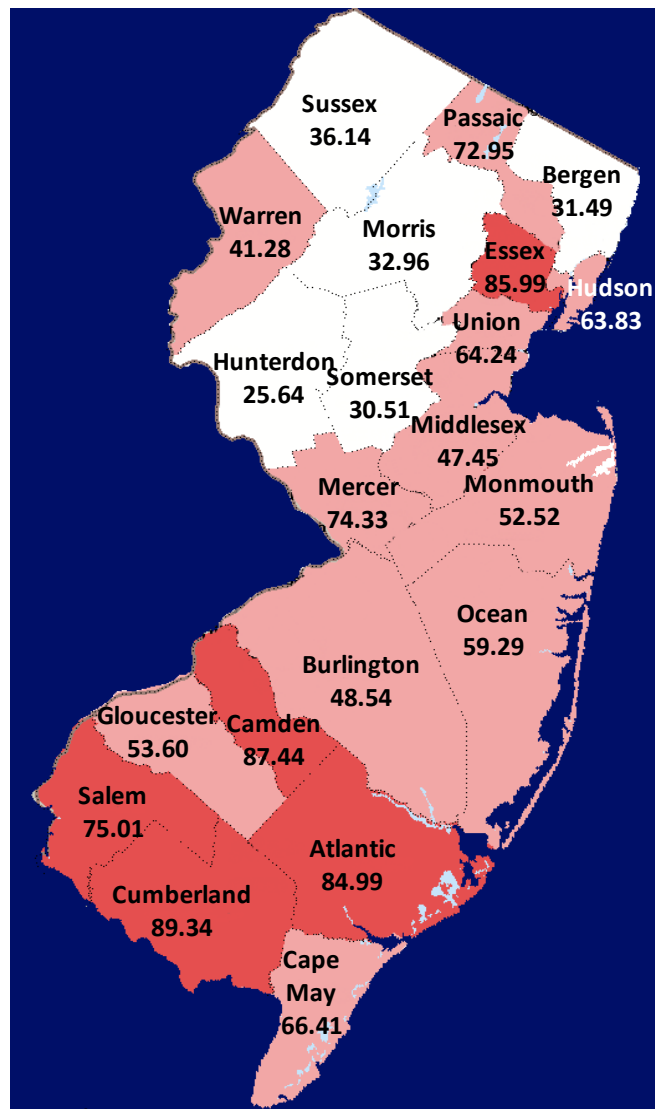 Sussex
36.14
Passaic
72.95
Bergen
31.49
Warren
41.28
Morris
32.96
Essex
85.99
Hudson
63.83
Union
64.24
Hunterdon
25.64
Somerset
30.51
Middlesex
47.45
Mercer
74.33
Monmouth
52.52
Ocean
59.29
Burlington
48.54
Gloucester
53.60
Camden
87.44
Salem
75.01
Atlantic
84.99
Cumberland
89.34
Cape
May
66.41